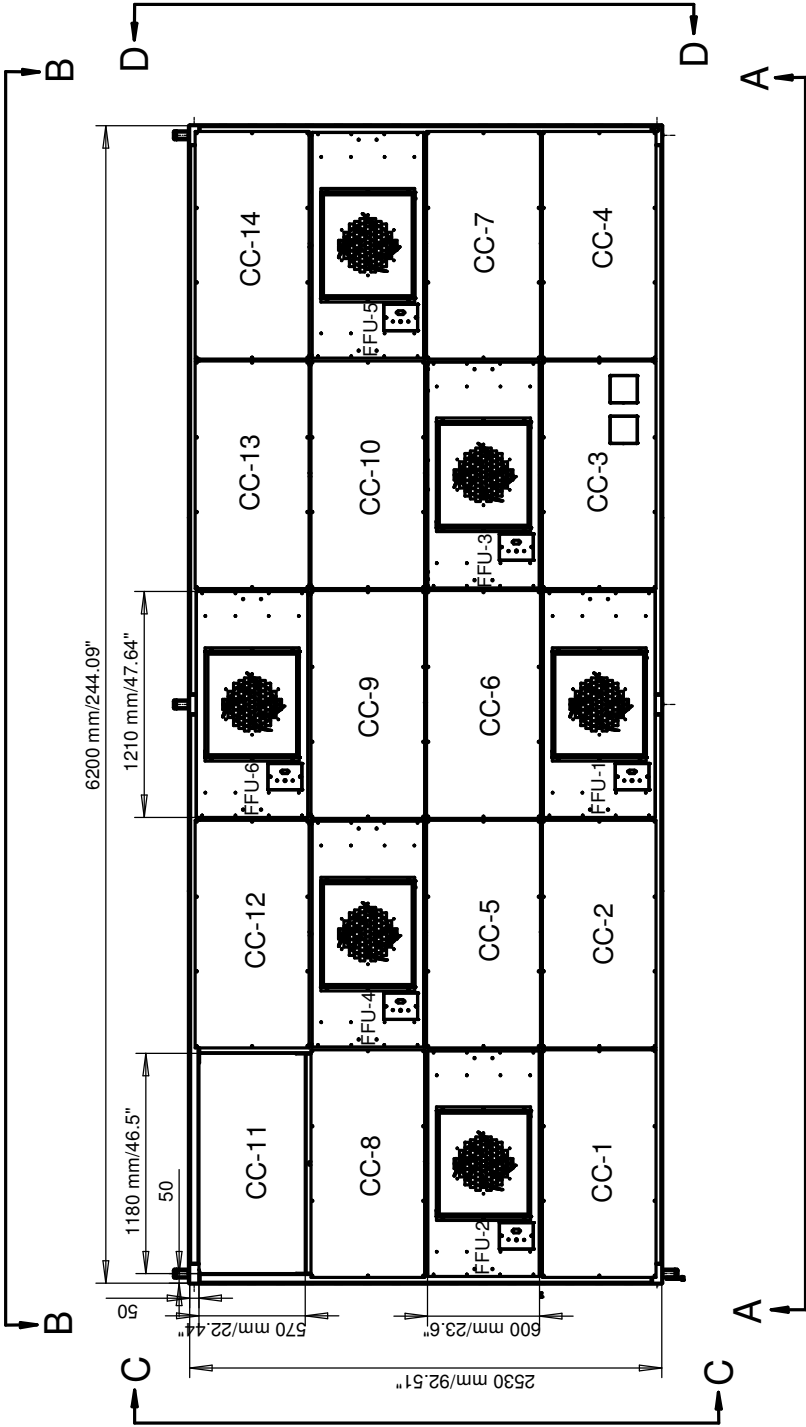 B
B
D
D
6200 mm/244.09"
1210 mm/47.64"
1180 mm/46.5"
50
50
570 mm/22.44"
600 mm/23.6"
2530 mm/92.51"
CC-11
CC-12
FFU-6
CC-13
CC-14
CC-8
FFU-4
CC-9
CC-10
FFU-5
FFU-2
CC-5
CC-6
FFU-3
CC-7
CC-1
CC-2
FFU-1
CC-3
CC-4
C
C
A
A